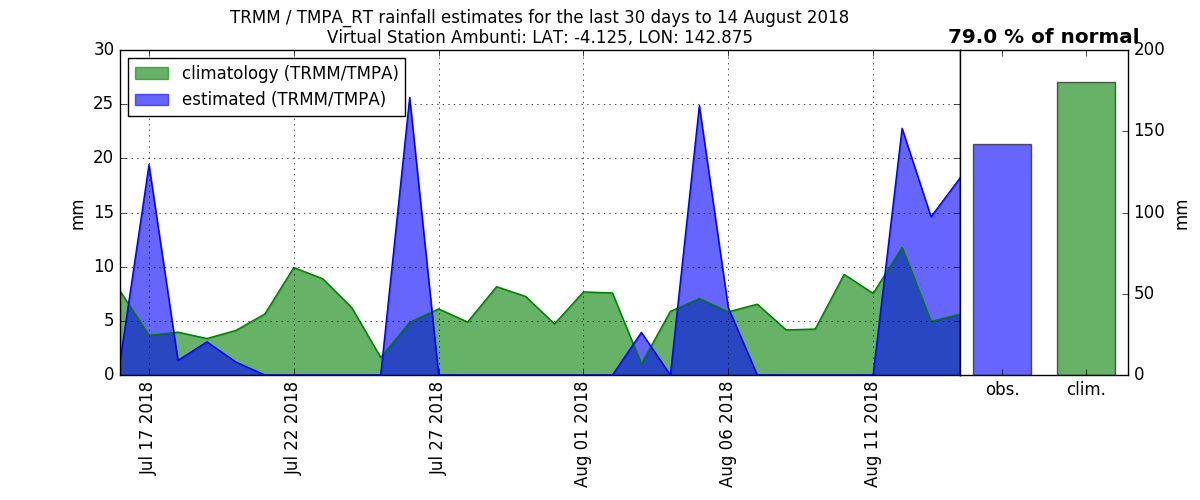 TRMM / TMPA_RT rainfall estimates for the last 30 days to 14 August 2018
Virtual Station Ambunti: LAT: -4.125, LON: 142.875
79.0 % of normal
climatology (TRMM/TMPA)
estimated (TRMM/TMPA)
30
25
20
15
10
5
0
mm
200
150
100
50
0
mm
Jul 17 2018
Jul 22 2018
Jul 27 2018
Aug 01 2018
Aug 06 2018
Aug 11 2018
obs.
clim.